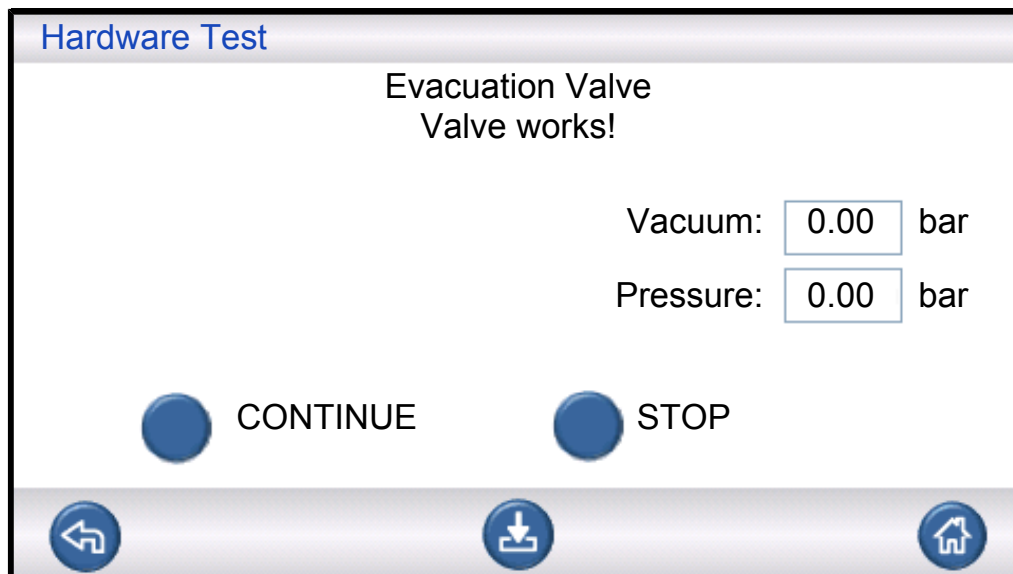 Hardware Test
Evacuation Valve
Valve works!
Vacuum: 0.00 bar
Pressure: 0.00 bar
CONTINUE STOP